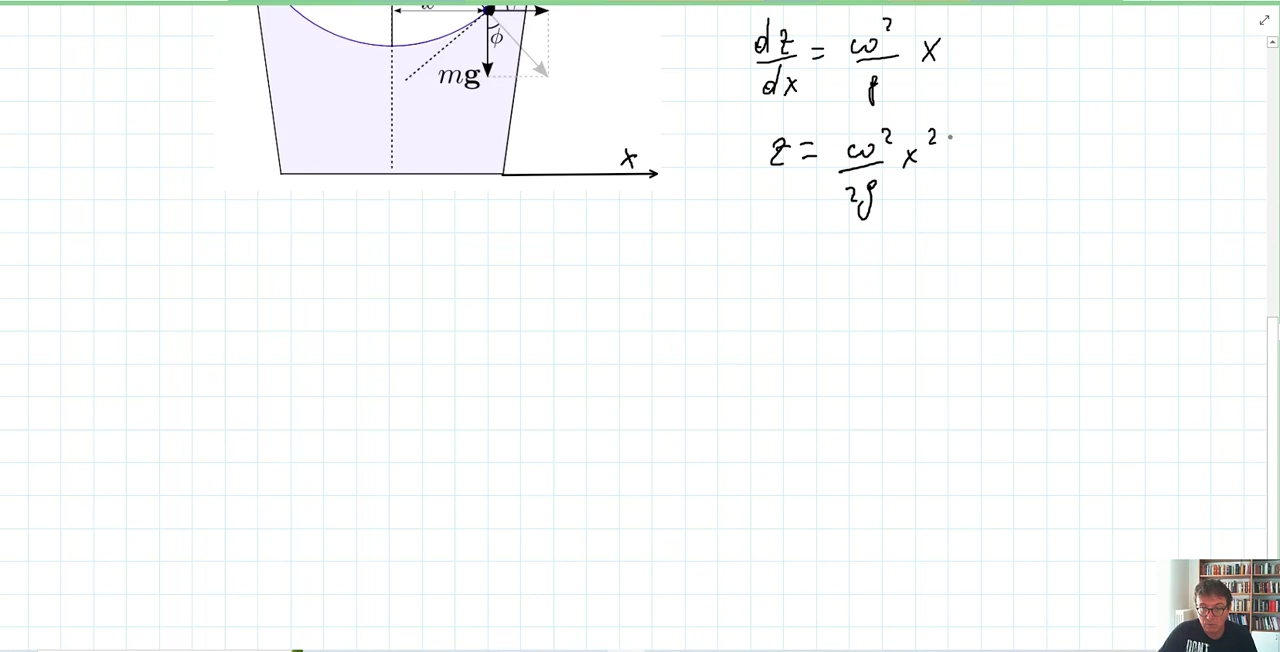 φ
mg
x
dz/dx = ω²/g x
z = ω²/2g x²